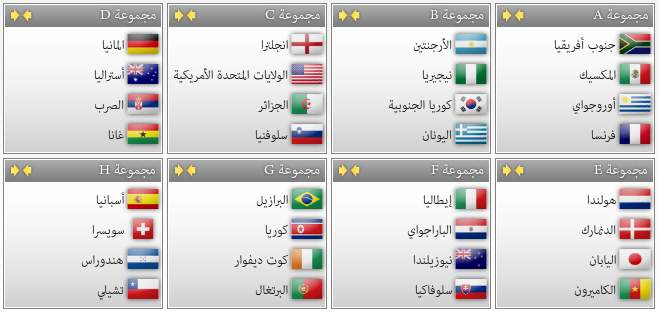 مجموعة A
جنوب أفريقيا
المكسيك
أوروجواي
فرنسا
مجموعة B
الأرجنتين
نيجيريا
كوريا الجنوبية
اليونان
مجموعة C
انجلترا
الولايات المتحدة الأمريكية
الجزائر
سلوفنيا
مجموعة D
المانيا
أستراليا
الصرب
غانا
مجموعة E
هولندا
الدنمارك
اليابان
الكاميرون
مجموعة F
إيطاليا
الباراجواي
نيوزيلندا
سلوفاكيا
مجموعة G
البرازيل
كوريا
كوت ديفوار
البرتغال
مجموعة H
أسبانيا
سويسرا
هندوراس
تشيلي